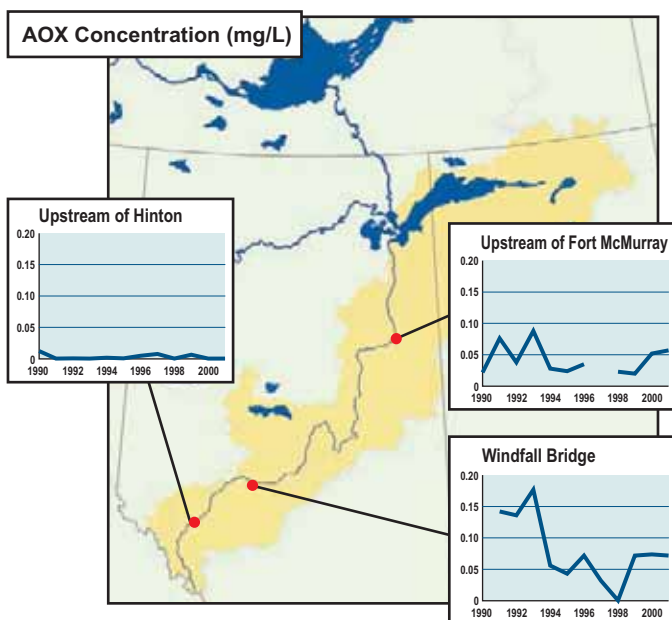 AOX Concentration (mg/L)
Upstream of Hinton
0.20
0.15
0.10
0.05
0
1990 1992 1994 1996 1998 2000
Upstream of Fort McMurray
0.20
0.15
0.10
0.05
0
1990 1992 1994 1996 1998 2000
Windfall Bridge
0.20
0.15
0.10
0.05
0
1990 1992 1994 1996 1998 2000